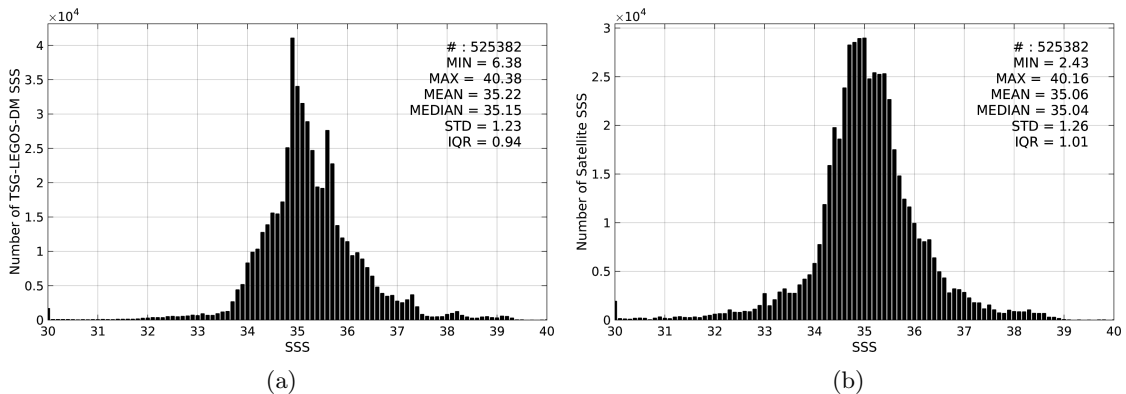 ×10⁴
4
3.5
3
2.5
2
1.5
1
0.5
0
30 31 32 33 34 35 36 37 38 39 40
SSS
Number of TSG-LEGOS-DM SSS
# : 525382
MIN = 6.38
MAX = 40.38
MEAN = 35.22
MEDIAN = 35.15
STD = 1.23
IQR = 0.94
(a)
×10⁴
3
2.5
2
1.5
1
0.5
0
30 31 32 33 34 35 36 37 38 39 40
SSS
Number of Satellite SSS
# : 525382
MIN = 2.43
MAX = 40.16
MEAN = 35.06
MEDIAN = 35.04
STD = 1.26
IQR = 1.01
(b)